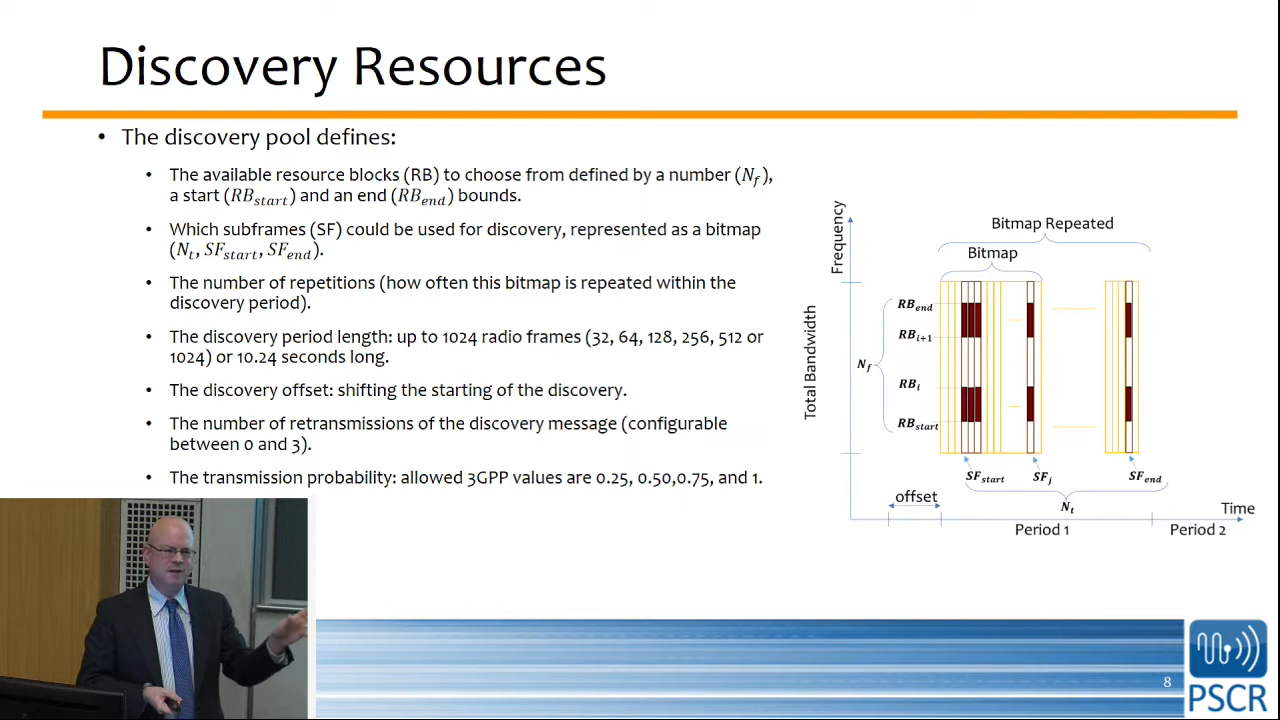 Discovery Resources
• The discovery pool defines:
• The available resource blocks (RB) to choose from defined by a number (N_f),
a start (RB_start) and an end (RB_end) bounds.
• Which subframes (SF) could be used for discovery, represented as a bitmap
(N_t, SF_start, SF_end).
• The number of repetitions (how often this bitmap is repeated within the
discovery period).
• The discovery period length: up to 1024 radio frames (32, 64, 128, 256, 512 or
1024) or 10.24 seconds long.
• The discovery offset: shifting the starting of the discovery.
• The number of retransmissions of the discovery message (configurable
between 0 and 3).
• The transmission probability: allowed 3GPP values are 0.25, 0.50,0.75, and 1.
Frequency
Total Bandwidth
Bitmap Repeated
Bitmap
RB_end
RB_i+1
N_f
RB_i
RB_start
SF_start
SF_j
SF_end
N_t
offset
Time
Period 1
Period 2
8
PSCR